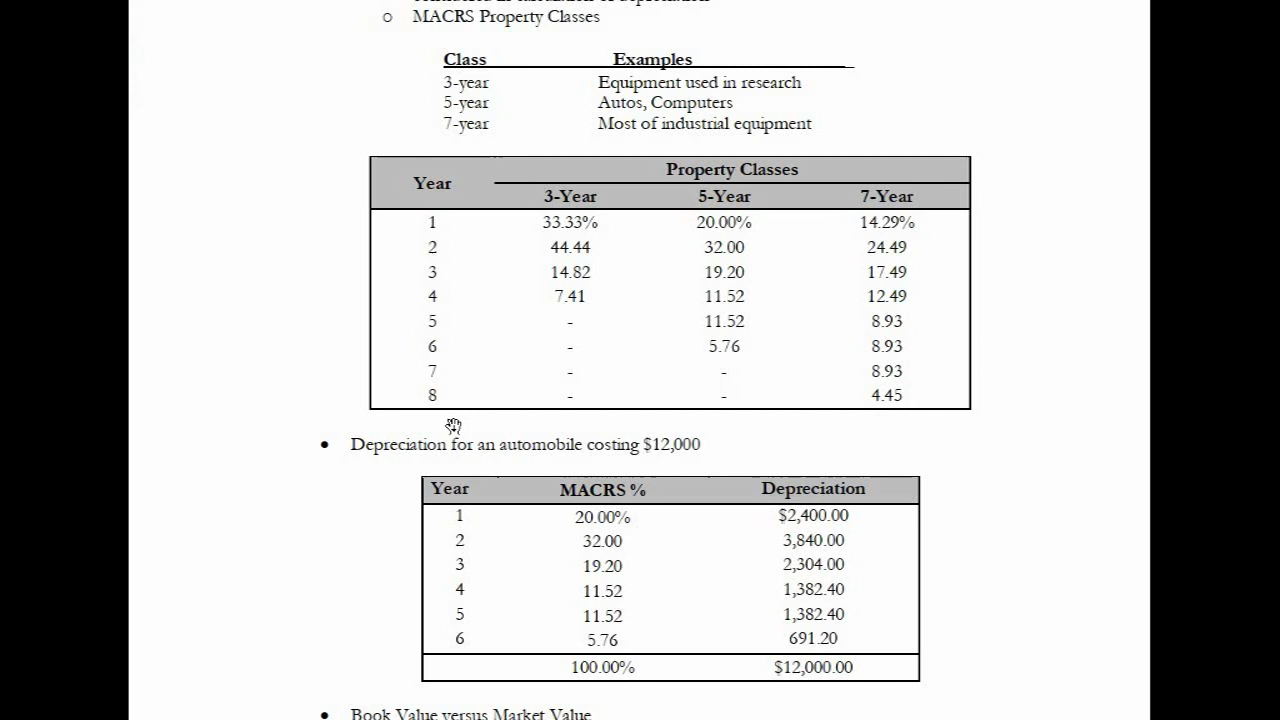 o MACRS Property Classes
Class Examples
3-year Equipment used in research
5-year Autos, Computers
7-year Most of industrial equipment
Year Property Classes
3-Year 5-Year 7-Year
1 33.33% 20.00% 14.29%
2 44.44 32.00 24.49
3 14.82 19.20 17.49
4 7.41 11.52 12.49
5 - 11.52 8.93
6 - 5.76 8.93
7 - - 8.93
8 - - 4.45
• Depreciation for an automobile costing $12,000
Year MACRS % Depreciation
1 20.00% $2,400.00
2 32.00 3,840.00
3 19.20 2,304.00
4 11.52 1,382.40
5 11.52 1,382.40
6 5.76 691.20
100.00% $12,000.00
• Book Value versus Market Value